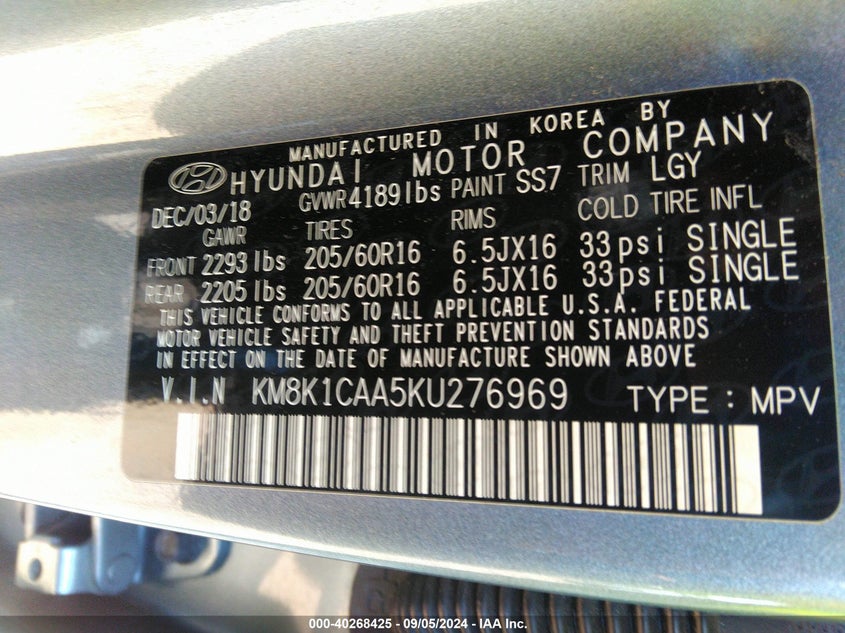 MANUFACTURED IN KOREA BY
HYUNDAI MOTOR COMPANY
DEC/03/18 GVWR 4189lbs PAINT SS7 TRIM LGY
GAWR TIRES RIMS COLD TIRE INFL
FRONT 2293 lbs 205/60R16 6.5JX16 33psi SINGLE
REAR 2205 lbs 205/60R16 6.5JX16 33psi SINGLE
THIS VEHICLE CONFORMS TO ALL APPLICABLE U.S.A. FEDERAL
MOTOR VEHICLE SAFETY AND THEFT PREVENTION STANDARDS
IN EFFECT ON THE DATE OF MANUFACTURE SHOWN ABOVE
V.I.N KM8K1CAA5KU276969 TYPE : MPV
000-40268425 - 09/05/2024 - IAA Inc.